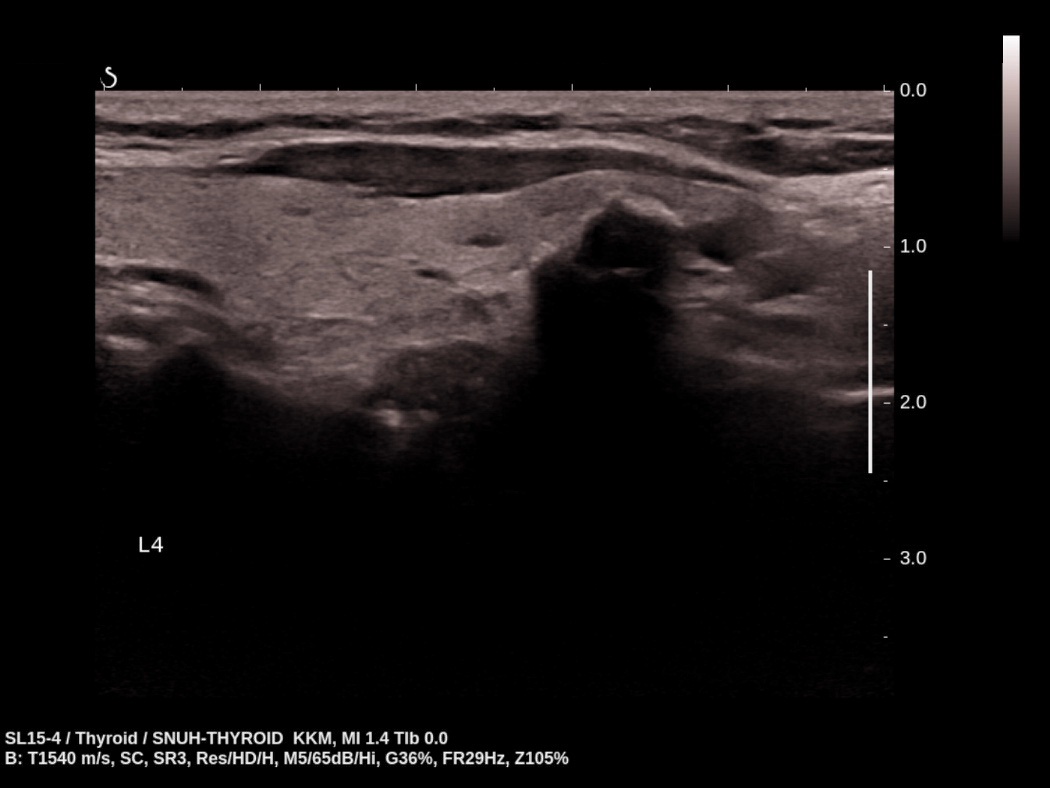 S
0.0
1.0
2.0
3.0
L4
SL15-4 / Thyroid / SNUH-THYROID  KKM, MI 1.4 TIb 0.0
B: T1540 m/s, SC, SR3, Res/HD/H, M5/65dB/Hi, G36%, FR29Hz, Z105%